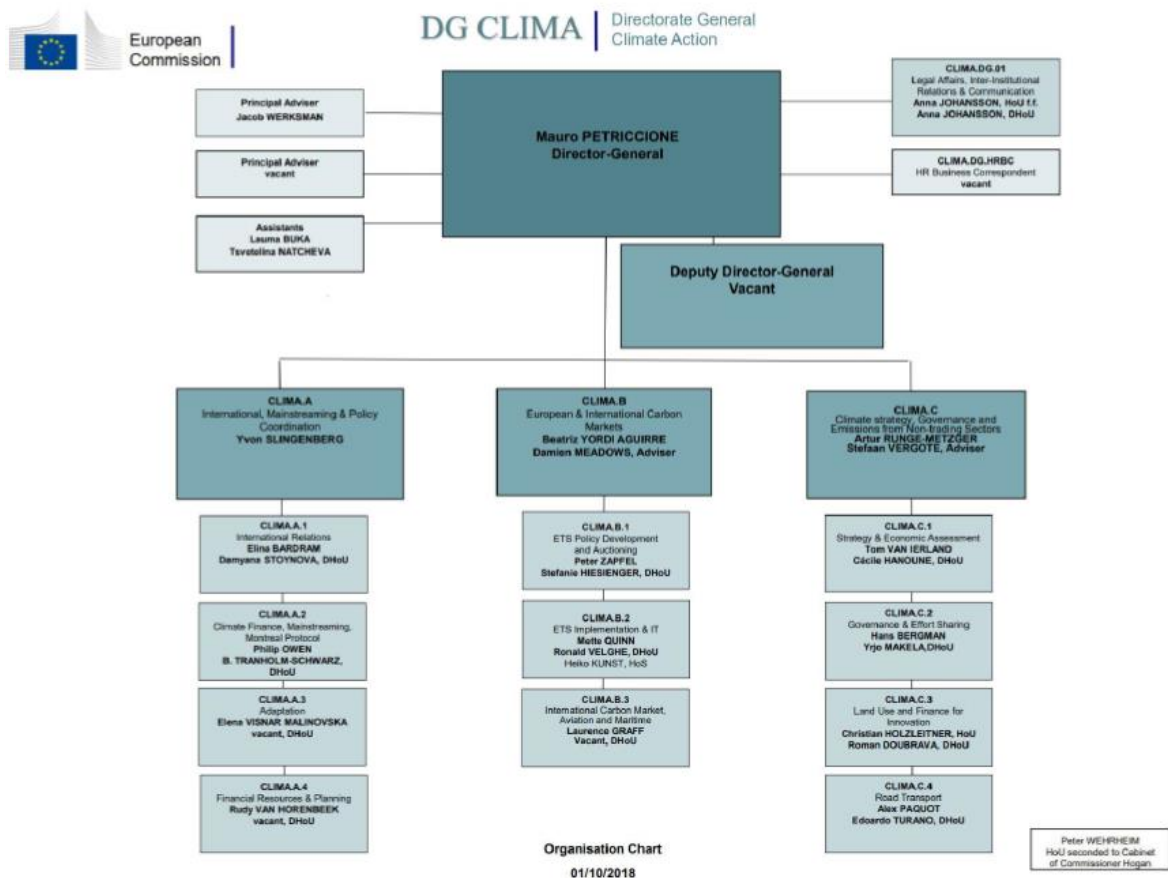 European
Commission
DG CLIMA
Directorate General
Climate Action
Principal Adviser
Jacob WERKSMAN
Principal Adviser
vacant
Assistants
Lauma BUKA
Tsvetelina NATCHEVA
Mauro PETRICCIONE
Director-General
CLIMA.DG.01
Legal Affairs, Inter-Institutional
Relations & Communication
Anna JOHANSSON, HoU f.f.
Anna JOHANSSON, DHoU
CLIMA.DG.HRBC
HR Business Correspondent
vacant
Deputy Director-General
Vacant
CLIMA.A
International, Mainstreaming & Policy
Coordination
Yvon SLINGENBERG
CLIMA.B
European & International Carbon
Markets
Beatriz YORDI AGUIRRE
Damien MEADOWS, Adviser
CLIMA.C
Climate strategy, Governance and
Emissions from Non-trading Sectors
Artur RUNGE-METZGER
Stefaan VERGOTE, Adviser
CLIMA.A.1
International Relations
Elina BARDRAM
Damyana STOYNOVA, DHoU
CLIMA.A.2
Climate Finance, Mainstreaming,
Montreal Protocol
Philip OWEN
B. TRANHOLM-SCHWARZ,
DHoU
CLIMA.A.3
Adaptation
Elena VISNAR MALINOVSKA
vacant, DHoU
CLIMA.A.4
Financial Resources & Planning
Rudy VAN HORENBEEK
vacant, DHoU
CLIMA.B.1
ETS Policy Development
and Auctioning
Peter ZAPFEL
Stefanie HIESIENGER, DHoU
CLIMA.B.2
ETS Implementation & IT
Mette QUINN
Ronald VELGHE, DHoU
Heiko KUNST, HoS
CLIMA.B.3
International Carbon Market,
Aviation and Maritime
Laurence GRAFF
Vacant, DHoU
CLIMA.C.1
Strategy & Economic Assessment
Tom VAN IERLAND
Cécile HANOUNE, DHoU
CLIMA.C.2
Governance & Effort Sharing
Hans BERGMAN
Yrjo MAKELA,DHoU
CLIMA.C.3
Land Use and Finance for
Innovation
Christian HOLZLEITNER, HoU
Roman DOUBRAVA, DHoU
CLIMA.C.4
Road Transport
Alex PAQUOT
Edoardo TURANO, DHoU
Organisation Chart
01/10/2018
Peter WEHRHEIM
HoU seconded to Cabinet
of Commissioner Hogan